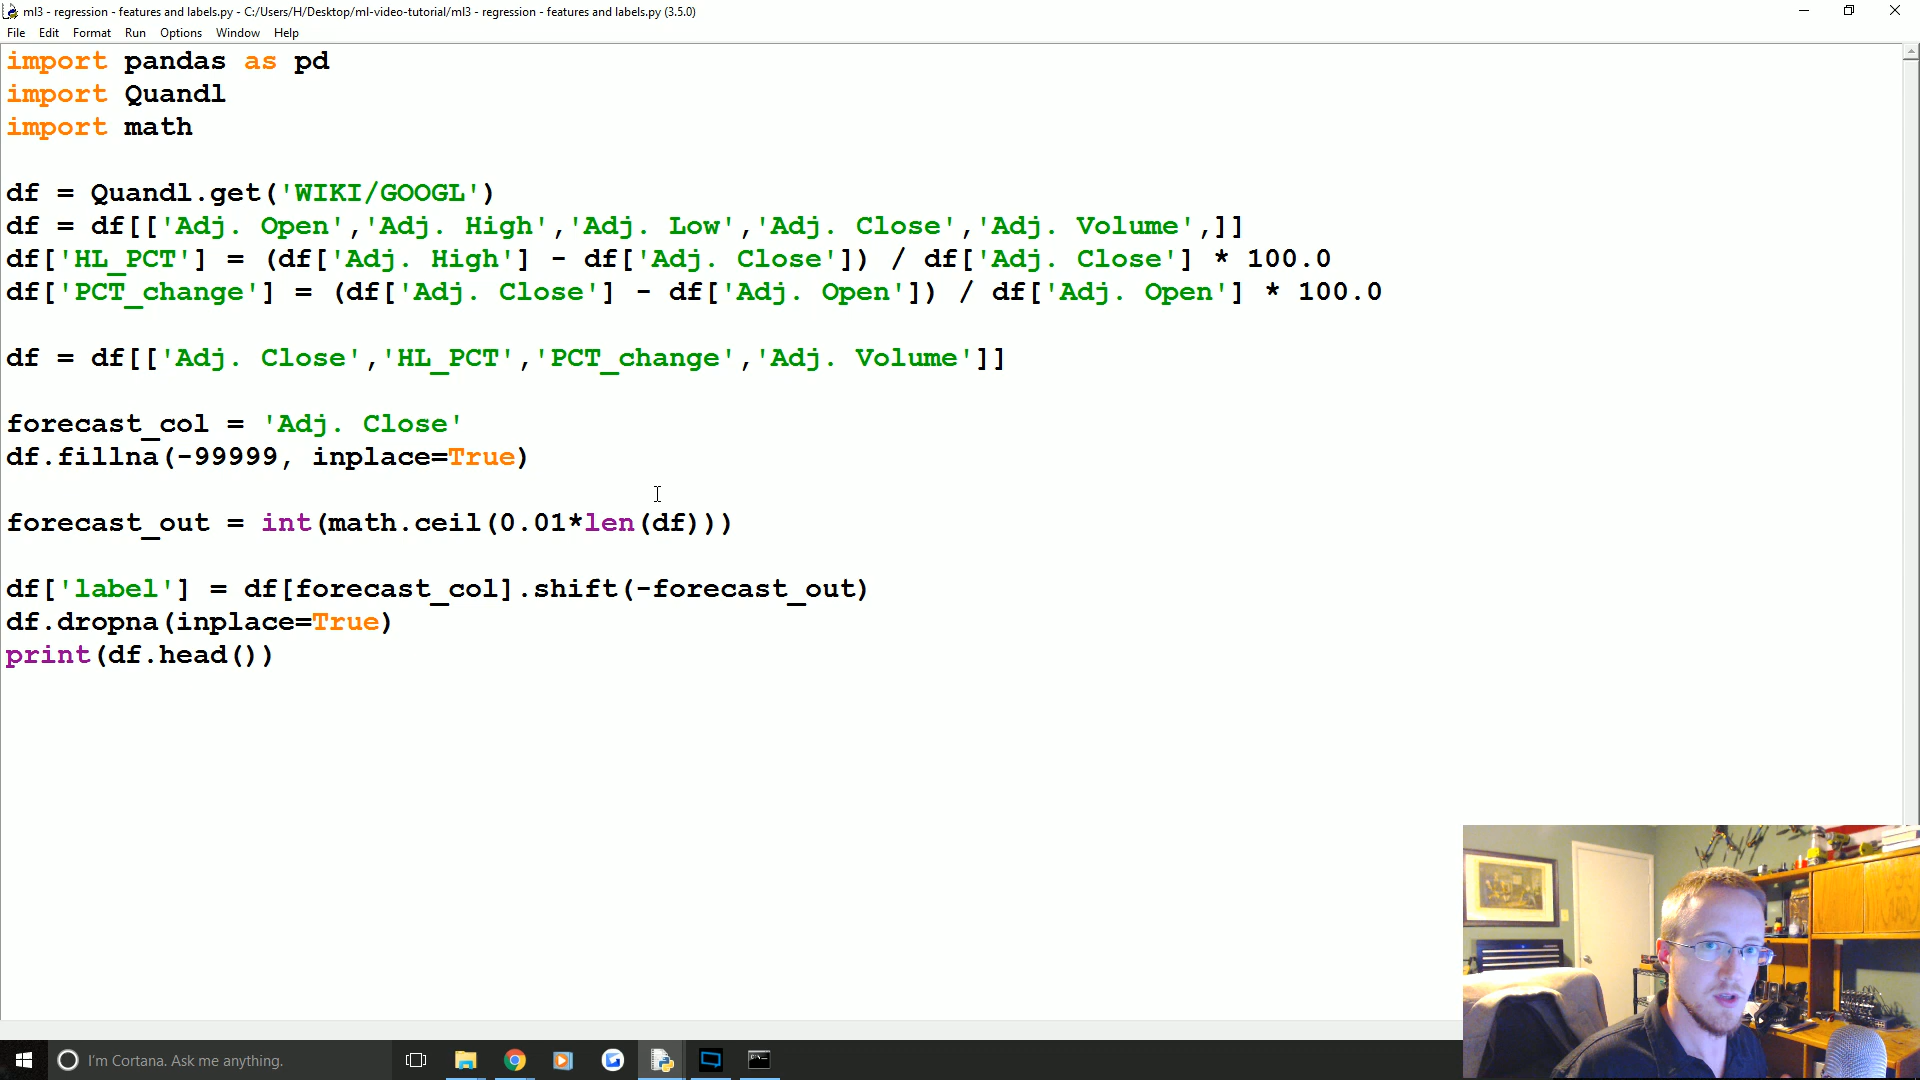 ml3 - regression - features and labels.py - C:/Users/H/Desktop/ml-video-tutorial/ml3 - regression - features and labels.py (3.5.0)
File Edit Format Run Options Window Help
import pandas as pd
import Quandl
import math
df = Quandl.get('WIKI/GOOGL')
df = df[['Adj. Open','Adj. High','Adj. Low','Adj. Close','Adj. Volume',]]
df['HL_PCT'] = (df['Adj. High'] - df['Adj. Close']) / df['Adj. Close'] * 100.0
df['PCT_change'] = (df['Adj. Close'] - df['Adj. Open']) / df['Adj. Open'] * 100.0
df = df[['Adj. Close','HL_PCT','PCT_change','Adj. Volume']]
forecast_col = 'Adj. Close'
df.fillna(-99999, inplace=True)
forecast_out = int(math.ceil(0.01*len(df)))
df['label'] = df[forecast_col].shift(-forecast_out)
df.dropna(inplace=True)
print(df.head())
I'm Cortana. Ask me anything.